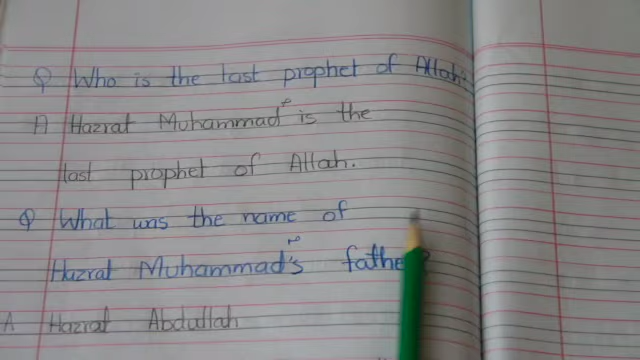 Q Who is the last prophet of Allah.
A Hazrat Muhammad is the
last prophet of Allah.
Q What was the name of
Hazrat Muhammad's father?
A Hazrat Abdullah